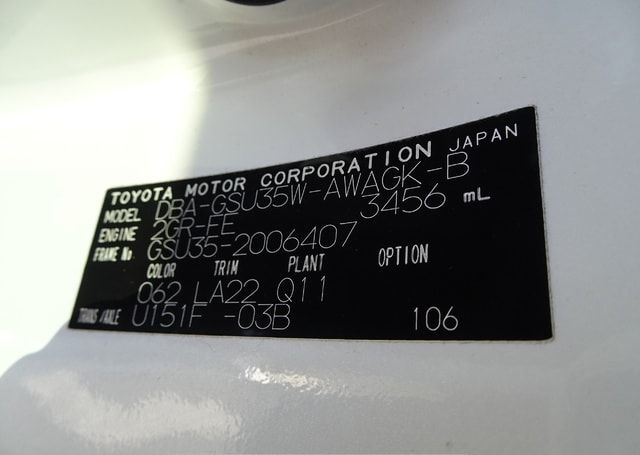 TOYOTA MOTOR CORPORATION JAPAN
MODEL DBA-GSU35W-AWAGK-B
ENGINE 2GR-FE 3456 mL
FRAME No. GSU35-2006407
COLOR TRIM PLANT OPTION
062 LA22 Q11
TRANS/AXLE U151F -03B 106